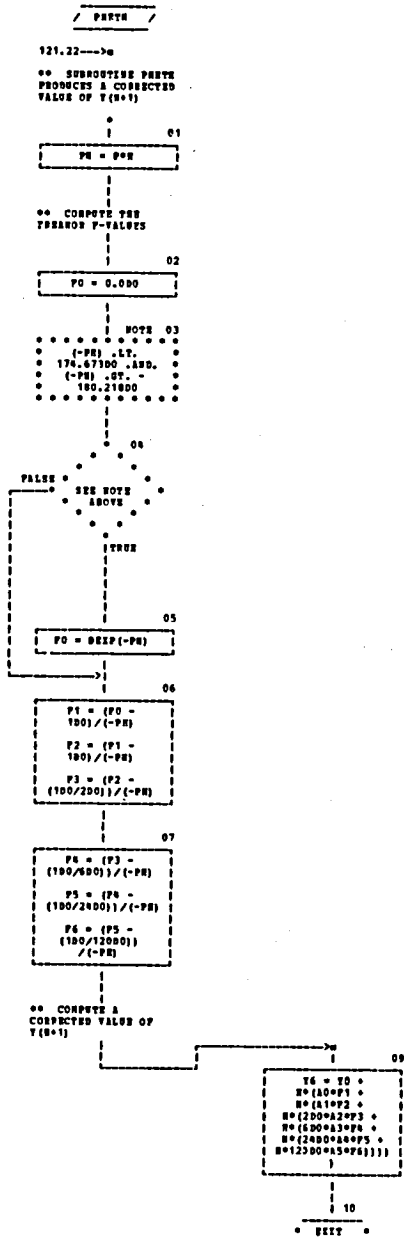 / PMETH /
121.22--->*
** SUBROUTINE PMETH
PRODUCES A CORRECTED
VALUE OF Y(N+1)
01
PH = P*H
** COMPUTE THE
TREANOR F-VALUES
02
F0 = 0.0D0
NOTE 03
(-PH) .LT.
174.673D0 .AND.
(-PH) .GT. -
180.218D0
04
FALSE
SEE NOTE
ABOVE
TRUE
05
F0 = DEXP(-PH)
06
F1 = (F0 -
1D0)/(-PH)
F2 = (F1 -
1D0)/(-PH)
F3 = (F2 -
(1D0/2D0))/(-PH)
07
F4 = (F3 -
(1D0/6D0))/(-PH)
F5 = (F4 -
(1D0/24D0))/(-PH)
F6 = (F5 -
(1D0/120D0))
/(-PH)
** COMPUTE A
CORRECTED VALUE OF
Y(N+1)
09
Y6 = Y0 +
H*(A0*F1 +
H*(A1*F2 +
H*(2D0*A2*F3 +
H*(6D0*A3*F4 +
H*(24D0*A4*F5 +
H*120D0*A5*F6))))
)
10
* EXIT *